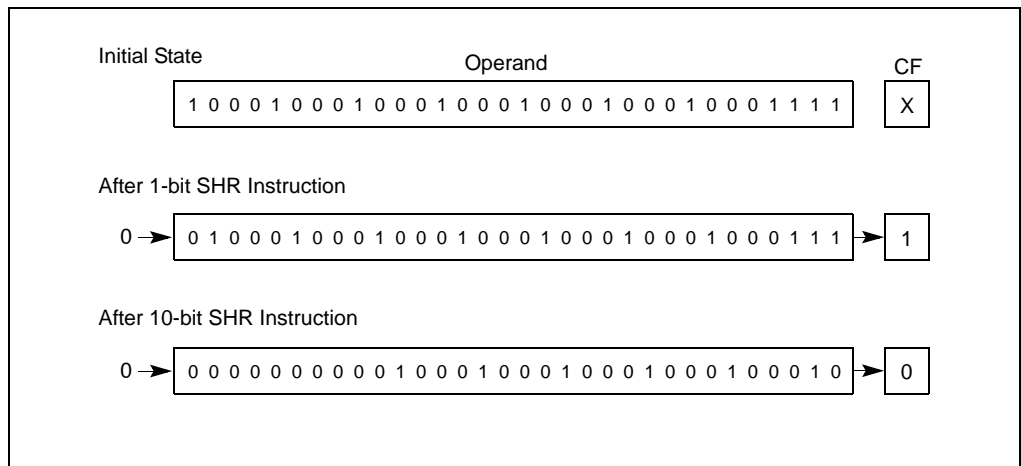 Initial State
Operand
CF
1 0 0 0 1 0 0 0 1 0 0 0 1 0 0 0 1 0 0 0 1 0 0 0 1 0 0 0 1 1 1 1
X
After 1-bit SHR Instruction
0
0 1 0 0 0 1 0 0 0 1 0 0 0 1 0 0 0 1 0 0 0 1 0 0 0 1 0 0 0 1 1 1
1
After 10-bit SHR Instruction
0
0 0 0 0 0 0 0 0 0 0 1 0 0 0 1 0 0 0 1 0 0 0 1 0 0 0 1 0 0 0 1 0
0